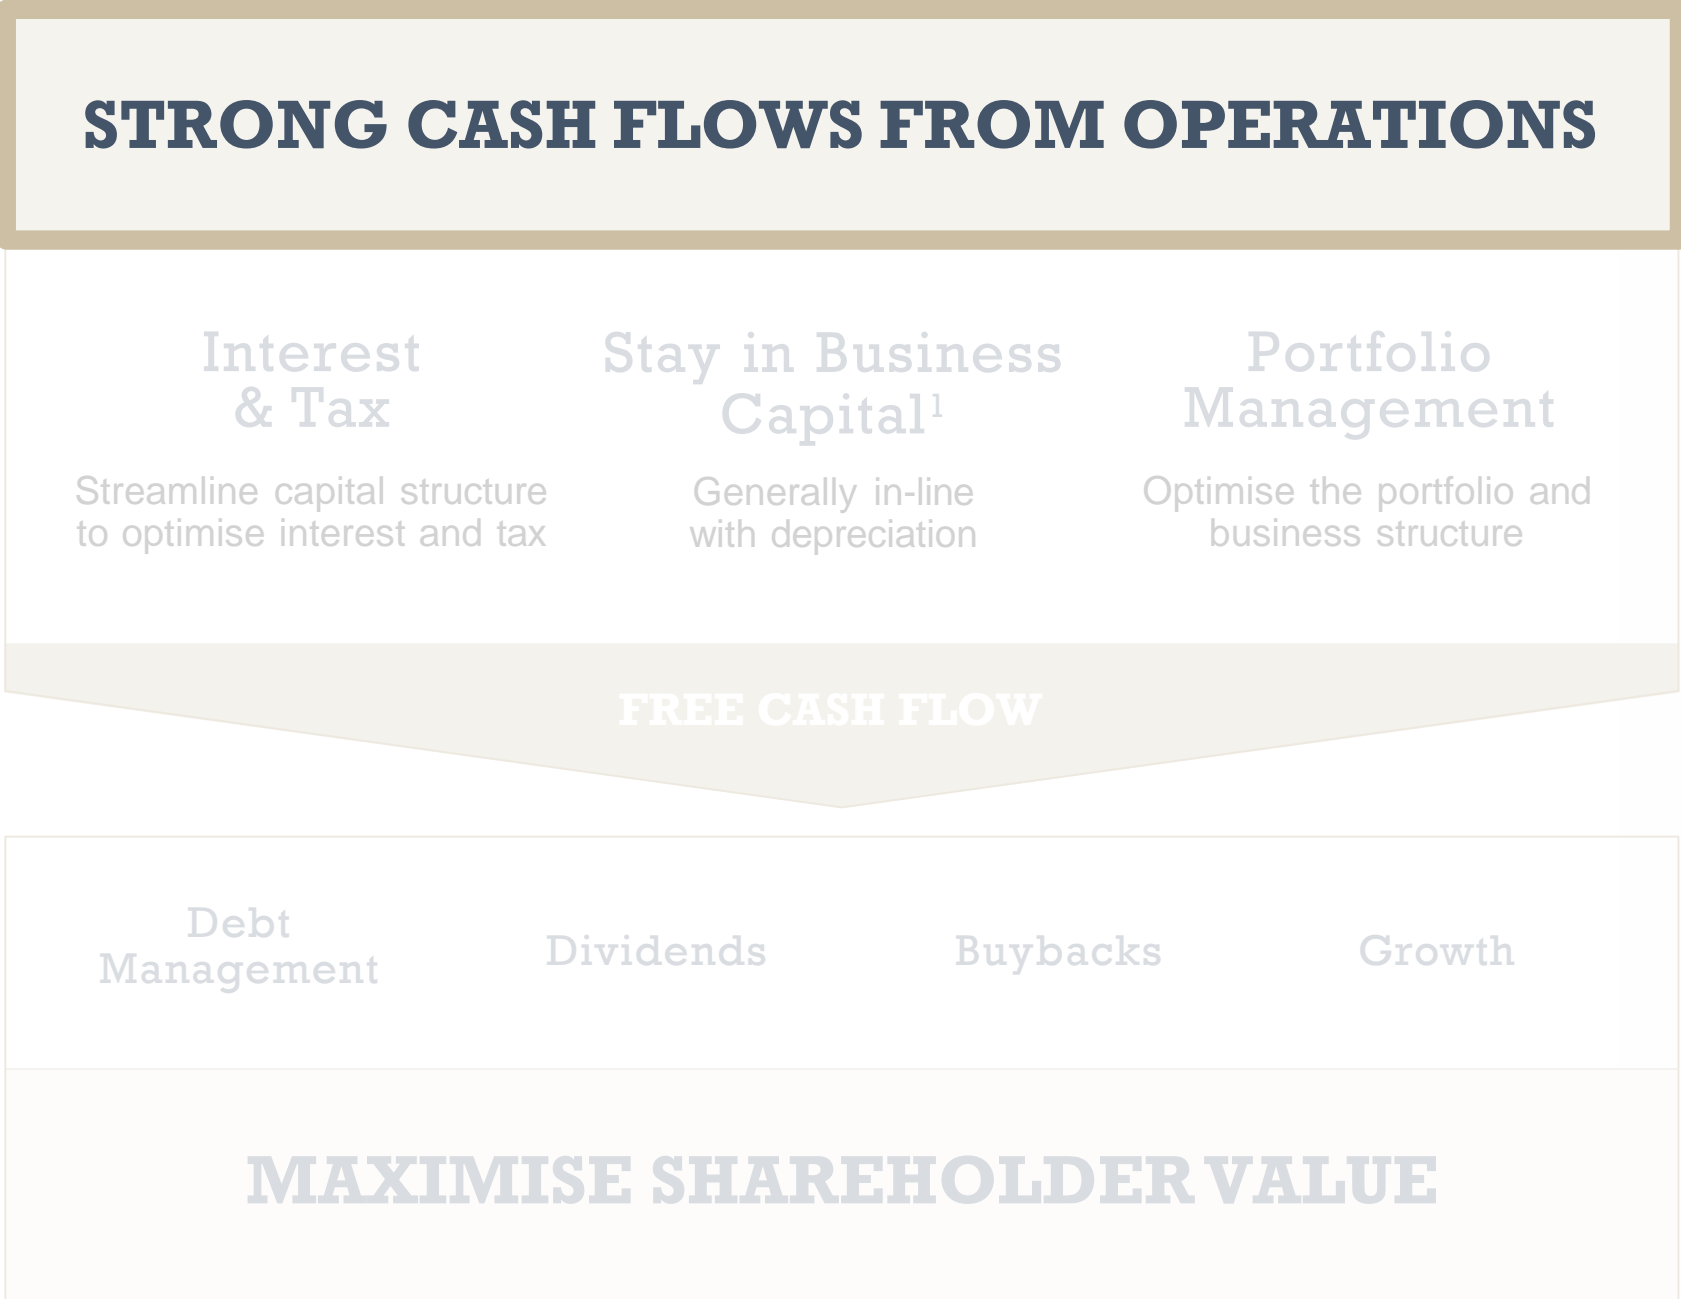 STRONG CASH FLOWS FROM OPERATIONS
Interest
& Tax
Streamline capital structure
to optimise interest and tax
Stay in Business
Capital¹
Generally in-line
with depreciation
Portfolio
Management
Optimise the portfolio and
business structure
FREE CASH FLOW
Debt
Management
Dividends
Buybacks
Growth
MAXIMISE SHAREHOLDER VALUE